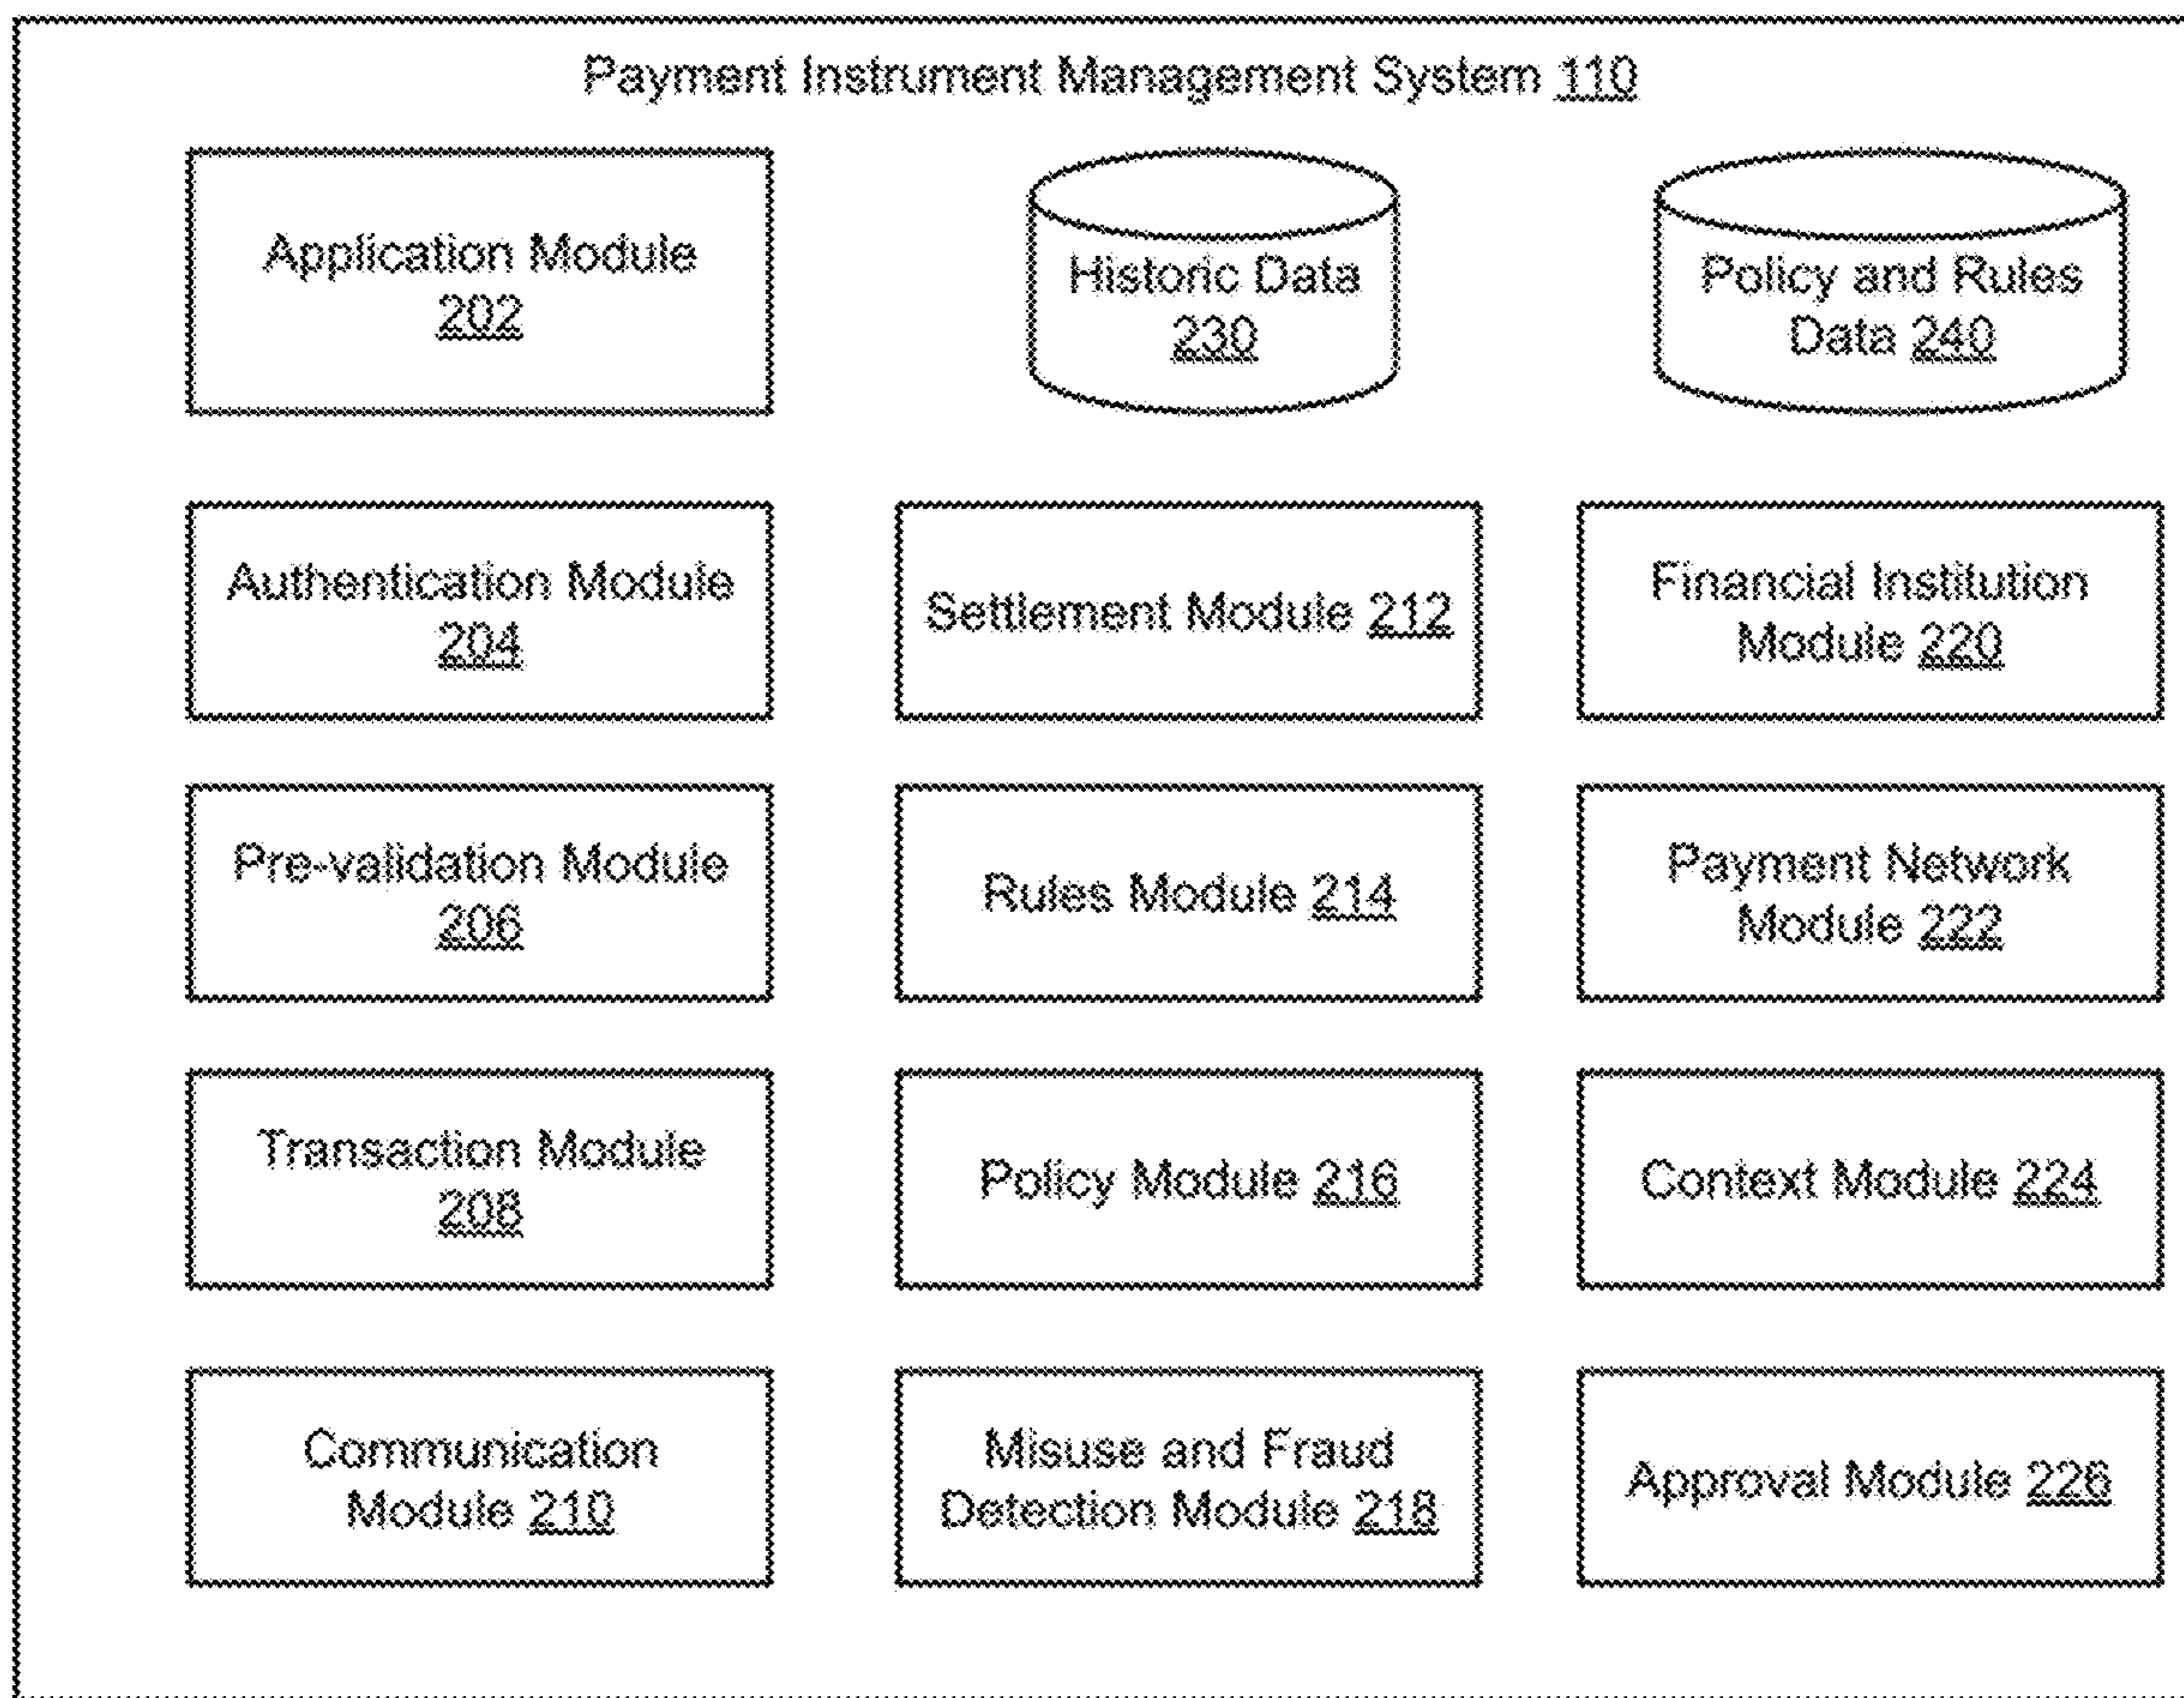 Payment Instrument Management System 110
Application Module
202
Historic Data
230
Policy and Rules
Data 240
Authentication Module
204
Settlement Module 212
Financial Institution
Module 220
Pre-validation Module
206
Rules Module 214
Payment Network
Module 222
Transaction Module
208
Policy Module 216
Context Module 224
Communication
Module 210
Misuse and Fraud
Detection Module 218
Approval Module 226